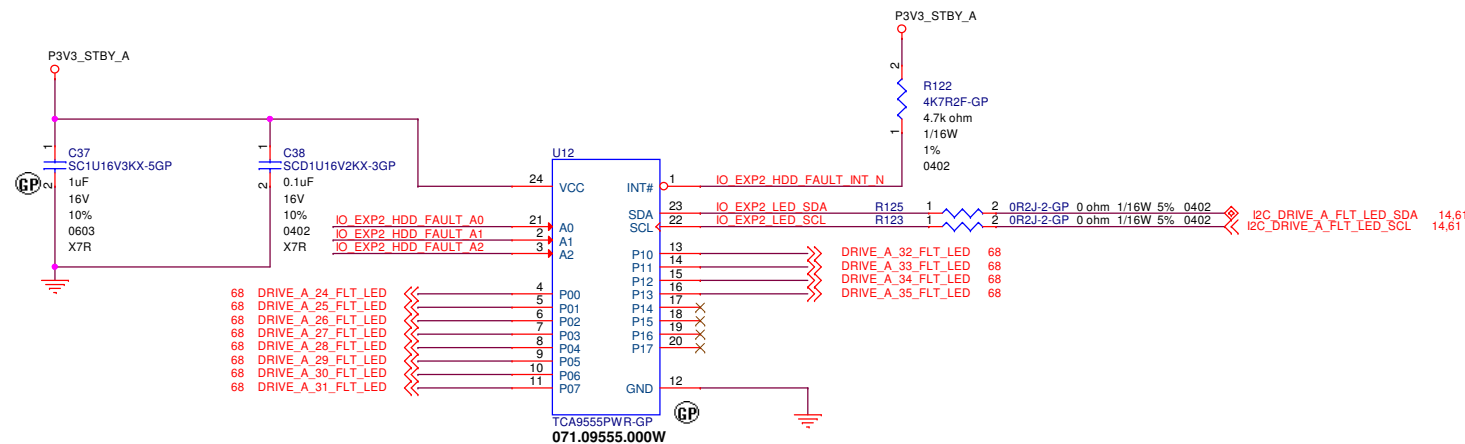 P3V3_STBY_A
P3V3_STBY_A
2
R122
4K7R2F-GP
4.7k ohm
1/16W
1%
0402
1
1
C37
SC1U16V3KX-5GP
2
1uF
16V
10%
0603
X7R
GP
1
C38
SCD1U16V2KX-3GP
2
0.1uF
16V
10%
0402
X7R
U12
24 VCC INT# 1 IO_EXP2_HDD_FAULT_INT_N
SDA 23 IO_EXP2_LED_SDA R125 1 2 0R2J-2-GP 0 ohm 1/16W 5% 0402 I2C_DRIVE_A_FLT_LED_SDA 14,61
IO_EXP2_HDD_FAULT_A0 21 A0 SCL 22 IO_EXP2_LED_SCL R123 1 2 0R2J-2-GP 0 ohm 1/16W 5% 0402 I2C_DRIVE_A_FLT_LED_SCL 14,61
IO_EXP2_HDD_FAULT_A1 2 A1
IO_EXP2_HDD_FAULT_A2 3 A2 P10 13 DRIVE_A_32_FLT_LED 68
P11 14 DRIVE_A_33_FLT_LED 68
P12 15 DRIVE_A_34_FLT_LED 68
68 DRIVE_A_24_FLT_LED 4 P00 P13 16 DRIVE_A_35_FLT_LED 68
68 DRIVE_A_25_FLT_LED 5 P01 P14 17
68 DRIVE_A_26_FLT_LED 6 P02 P15 18
68 DRIVE_A_27_FLT_LED 7 P03 P16 19
68 DRIVE_A_28_FLT_LED 8 P04 P17 20
68 DRIVE_A_29_FLT_LED 9 P05
68 DRIVE_A_30_FLT_LED 10 P06
68 DRIVE_A_31_FLT_LED 11 P07 GND 12
GP
TCA9555PWR-GP
071.09555.000W